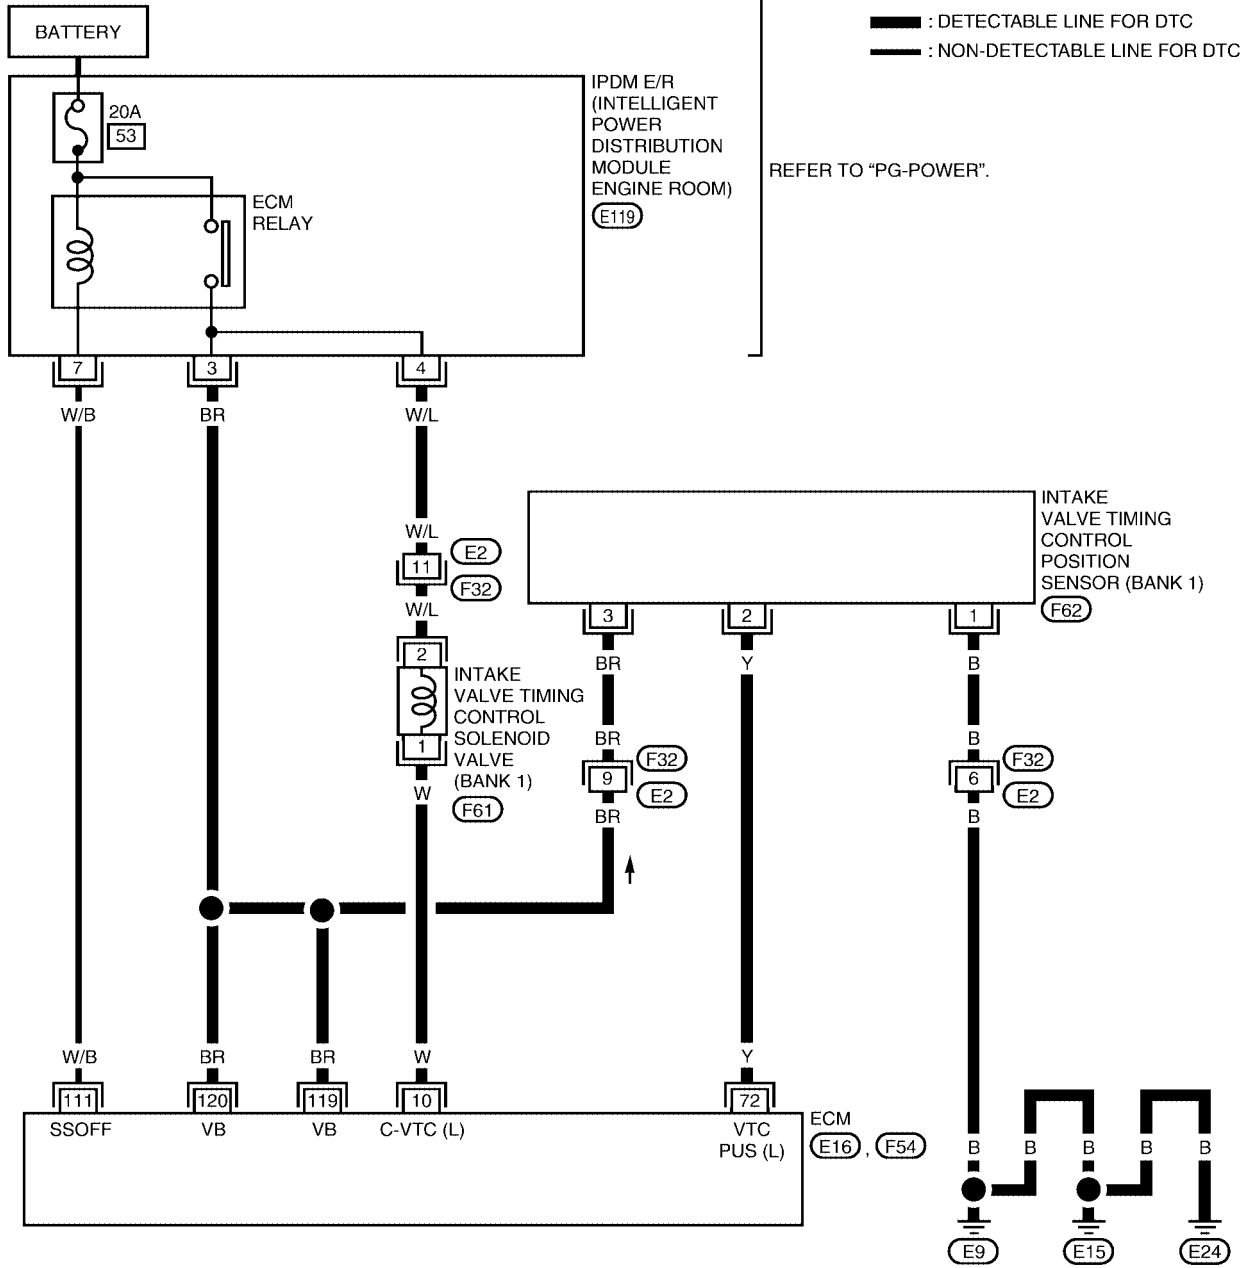 BATTERY
: DETECTABLE LINE FOR DTC
: NON-DETECTABLE LINE FOR DTC
20A
53
IPDM E/R
(INTELLIGENT
POWER
DISTRIBUTION
MODULE
ENGINE ROOM)
E119
REFER TO “PG-POWER”.
ECM
RELAY
7
3
4
W/B
BR
W/L
W/L
11
E2
F32
W/L
2
INTAKE
VALVE TIMING
CONTROL
SOLENOID
VALVE
(BANK 1)
F61
1
W
INTAKE
VALVE TIMING
CONTROL
POSITION
SENSOR (BANK 1)
F62
3
2
1
BR
Y
B
BR
B
9
F32
E2
6
F32
E2
BR
B
W/B
BR
BR
W
Y
111
120
119
10
72
SSOFF
VB
VB
C-VTC (L)
VTC
PUS (L)
ECM
E16 , F54
B
B
B
B
B
E9
E15
E24